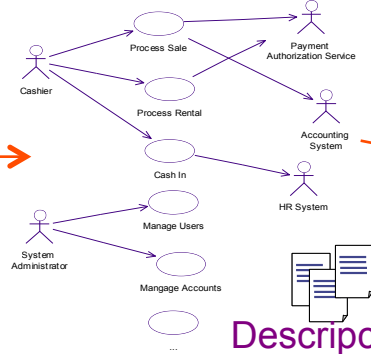 Process Sale
Payment
Authorization Service
Cashier
Process Rental
Accounting
System
Cash In
HR System
Manage Users
System
Administrator
Mangage Accounts
...